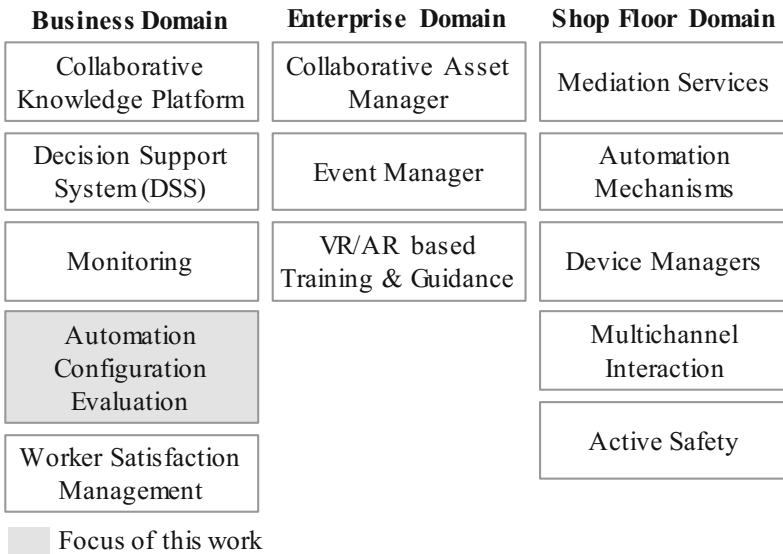 Business Domain
Collaborative
Knowledge Platform
Decision Support
System (DSS)
Monitoring
Automation
Configuration
Evaluation
Worker Satisfaction
Management
Enterprise Domain
Collaborative Asset
Manager
Event Manager
VR/AR based
Training & Guidance
Shop Floor Domain
Mediation Services
Automation
Mechanisms
Device Managers
Multichannel
Interaction
Active Safety
Focus of this work